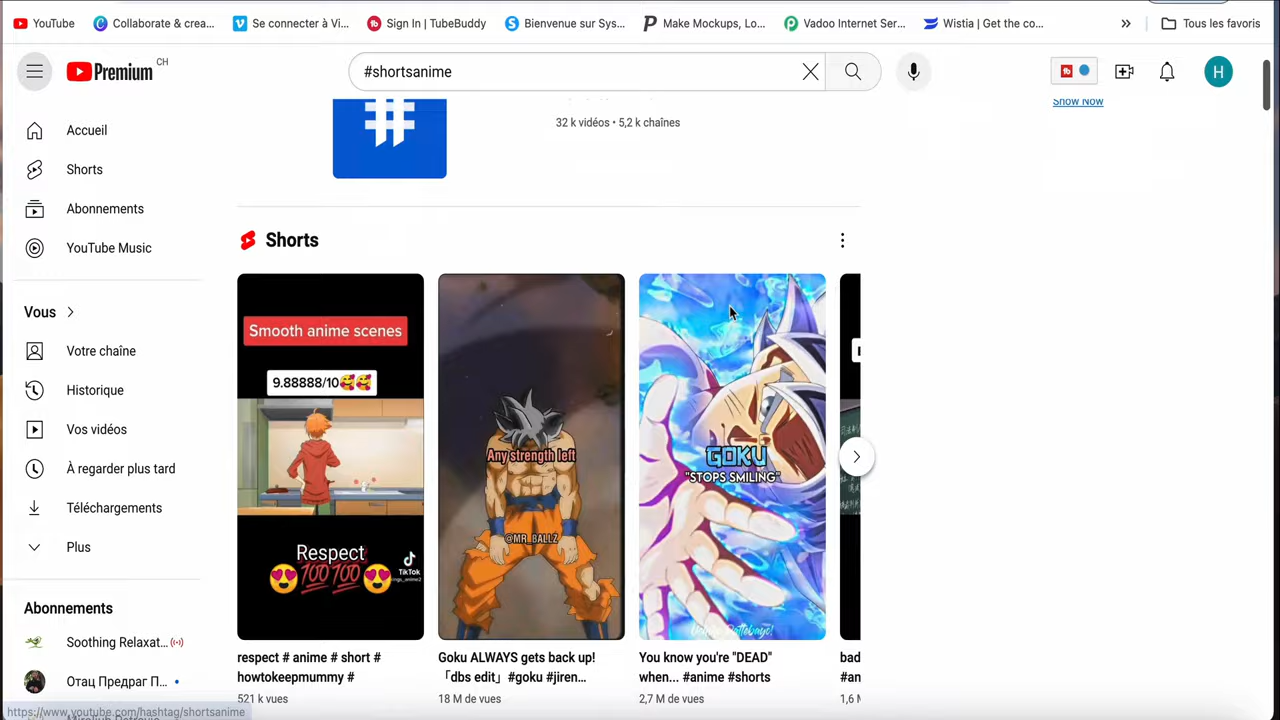 YouTube
Collaborate & crea...
Se connecter à Vi...
Sign In | TubeBuddy
Bienvenue sur Sys...
Make Mockups, Lo...
Vadoo Internet Ser...
Wistia | Get the co...
Tous les favoris
Premium CH
#shortsanime
H
Show Now
Accueil
32 k vidéos • 5,2 k chaînes
Shorts
Abonnements
YouTube Music
Shorts
Vous
Votre chaîne
Historique
Vos vidéos
À regarder plus tard
Téléchargements
Plus
Abonnements
Soothing Relaxat...
Отац Предраг П...
Smooth anime scenes
9.88888/10
Respect
💯💯
TikTok
Any strength left
@MR_BALLZ
GOKU
"STOPS SMILING"
respect # anime # short #
howtokeepmummy #
521 k vues
Goku ALWAYS gets back up!
「dbs edit」#goku #jiren...
18 M de vues
You know you're "DEAD"
when... #anime #shorts
2,7 M de vues
bad
#an
1,6 M
https://www.youtube.com/hashtag/shortsanime